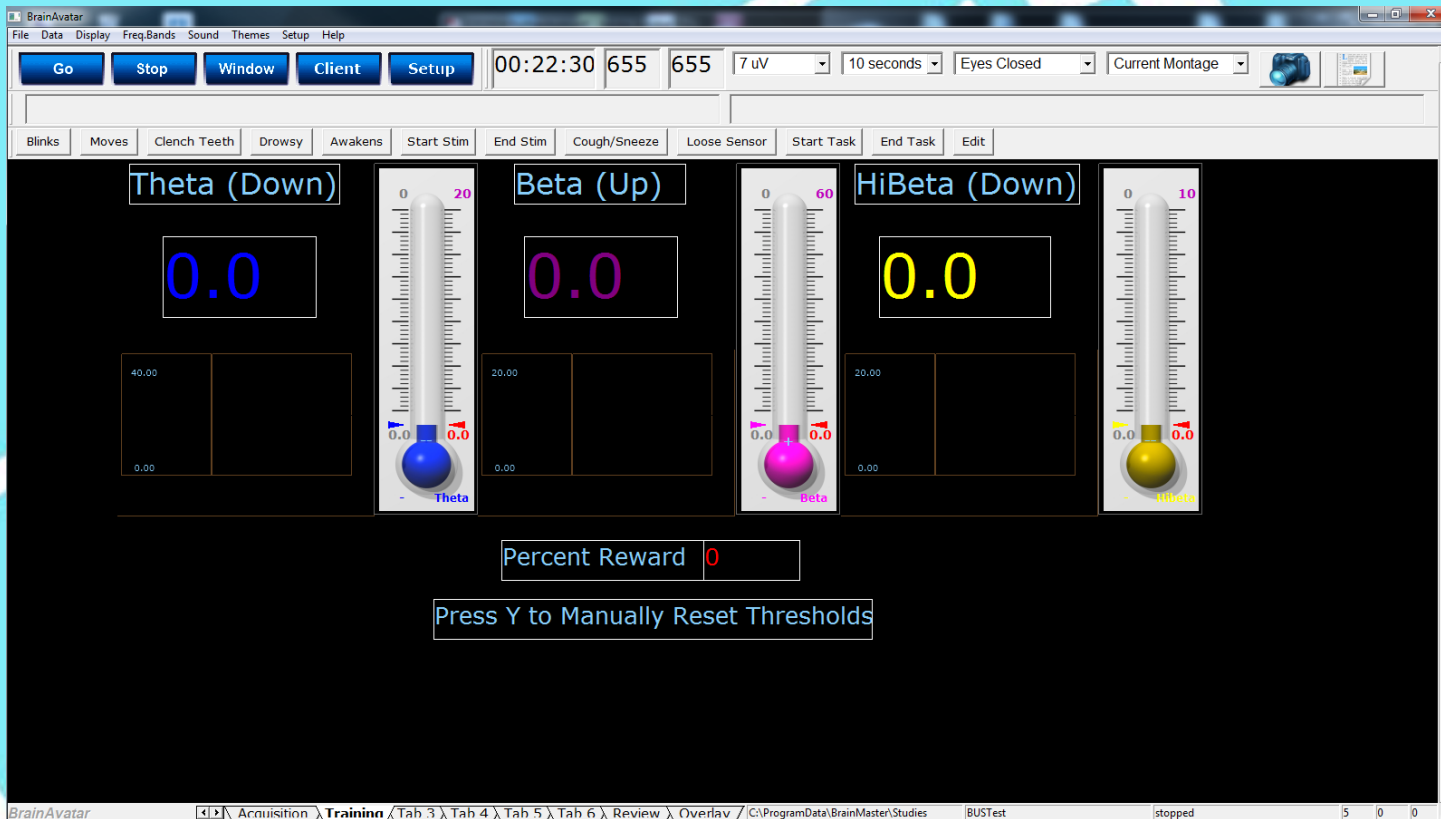 BrainAvatar
File Data Display Freq.Bands Sound Themes Setup Help
Go Stop Window Client Setup 00:22:30 655 655 7 uV 10 seconds Eyes Closed Current Montage
Blinks Moves Clench Teeth Drowsy Awakens Start Stim End Stim Cough/Sneeze Loose Sensor Start Task End Task Edit
Theta (Down) 0 20 Beta (Up) 0 60 HiBeta (Down) 0 10
0.0 0.0 0.0
40.00 20.00 20.00
0.0 0.0 0.0 0.0 0.0 0.0
0.00 0.00 0.00
- Theta - Beta - Hibeta
Percent Reward 0
Press Y to Manually Reset Thresholds
BrainAvatar Acquisition Training Tab 3 Tab 4 Tab 5 Tab 6 Review Overlay C:\ProgramData\BrainMaster\Studies BUSTest stopped 5 0 0